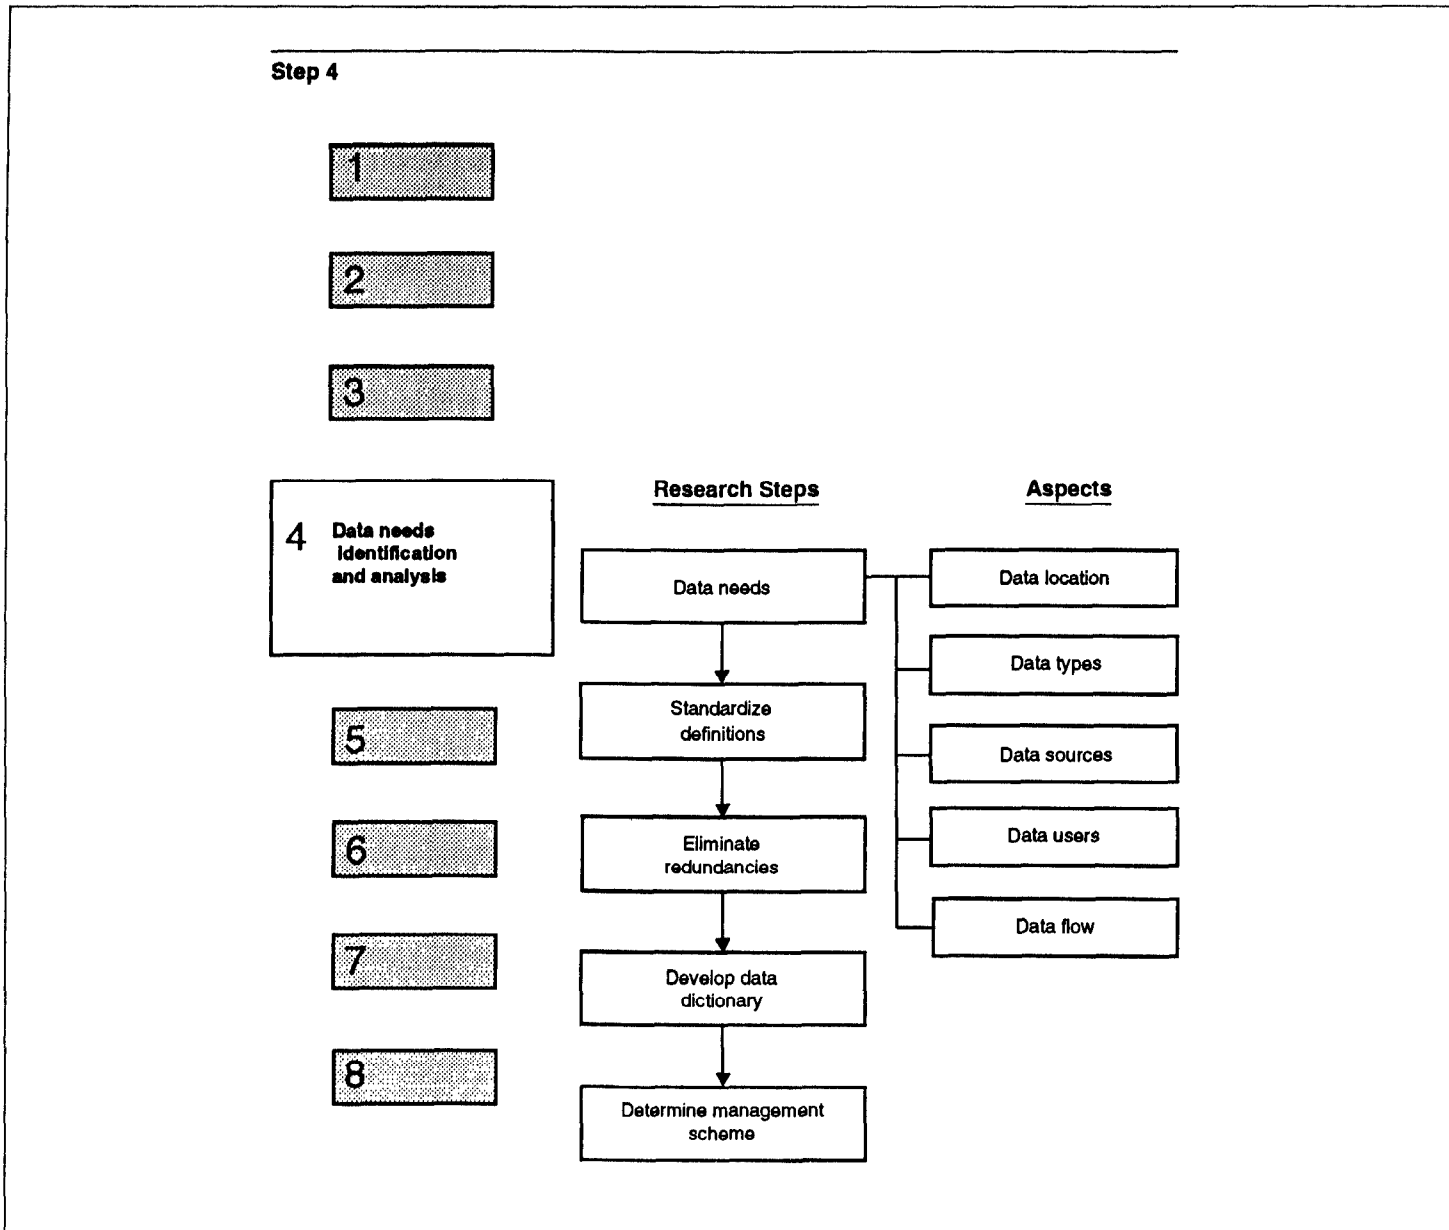 Step 4
1
2
3
4 Data needs
identification
and analysis
5
6
7
8
Research Steps
Data needs
Standardize
definitions
Eliminate
redundancies
Develop data
dictionary
Determine management
scheme
Aspects
Data location
Data types
Data sources
Data users
Data flow